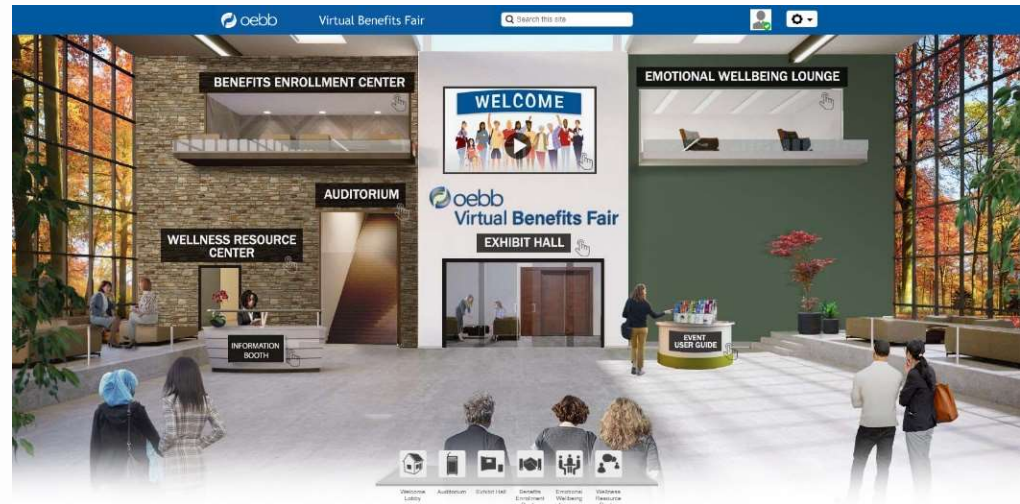 oebb
Virtual Benefits Fair
Search this site
BENEFITS ENROLLMENT CENTER
WELCOME
EMOTIONAL WELLBEING LOUNGE
AUDITORIUM
oebb
Virtual Benefits Fair
WELLNESS RESOURCE
CENTER
EXHIBIT HALL
INFORMATION
BOOTH
EVENT
USER GUIDE
Welcome
Lobby
Auditorium
Exhibit Hall
Benefits
Enrollment
Emotional
Wellbeing
Wellness
Resource